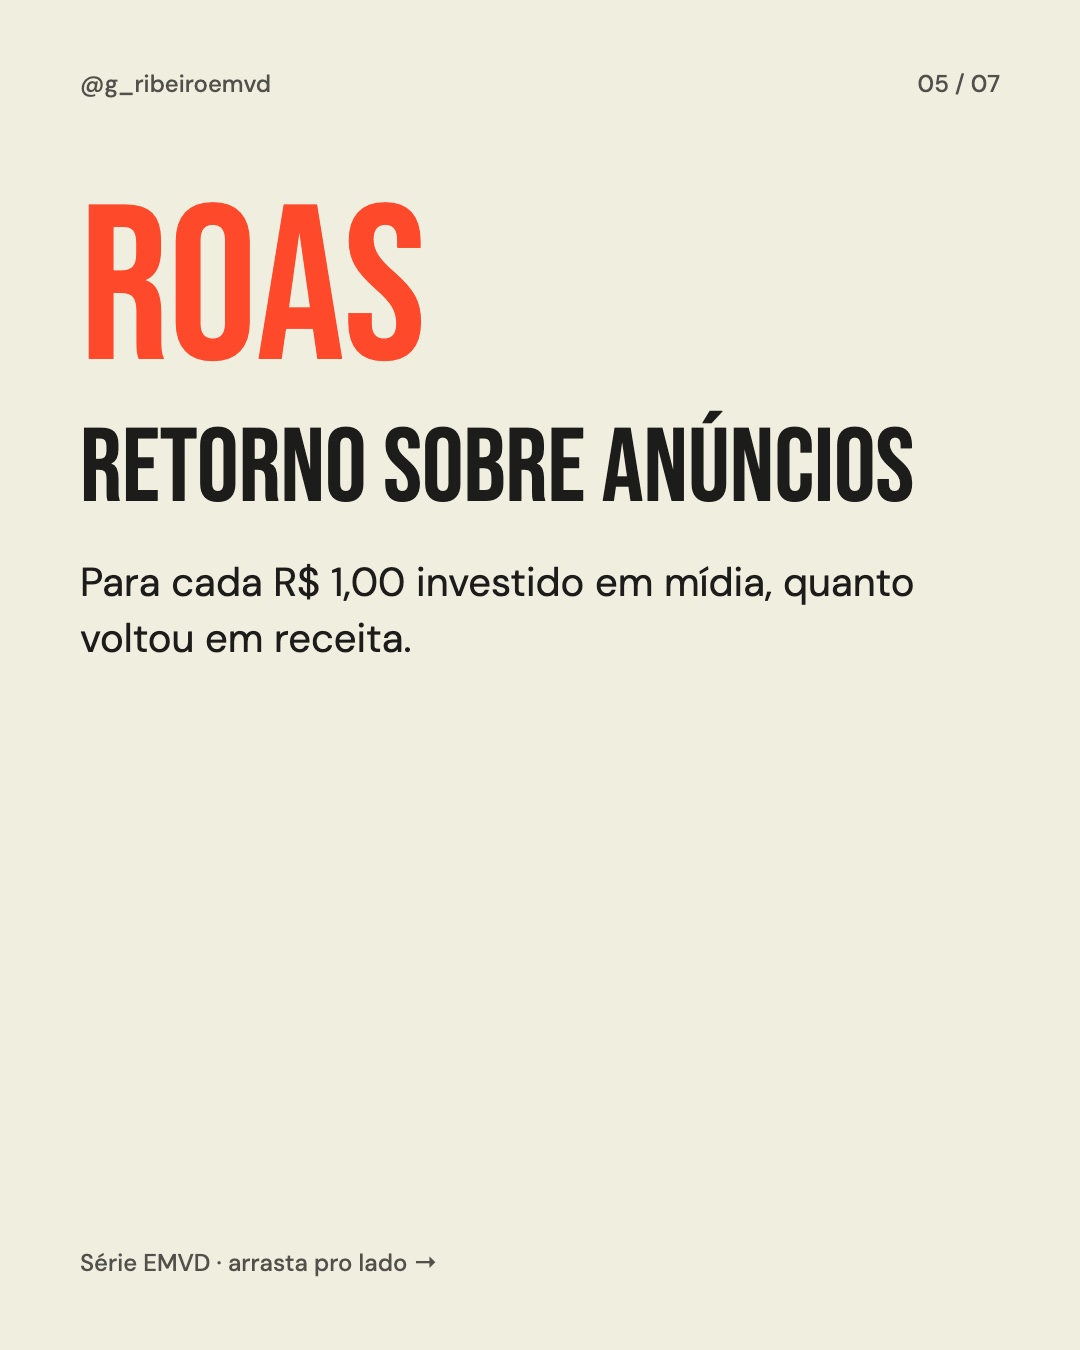 @g_ribeiroemvd
05 / 07
ROAS
RETORNO SOBRE ANÚNCIOS
Para cada R$ 1,00 investido em mídia, quanto
voltou em receita.
Série EMVD · arrasta pro lado →